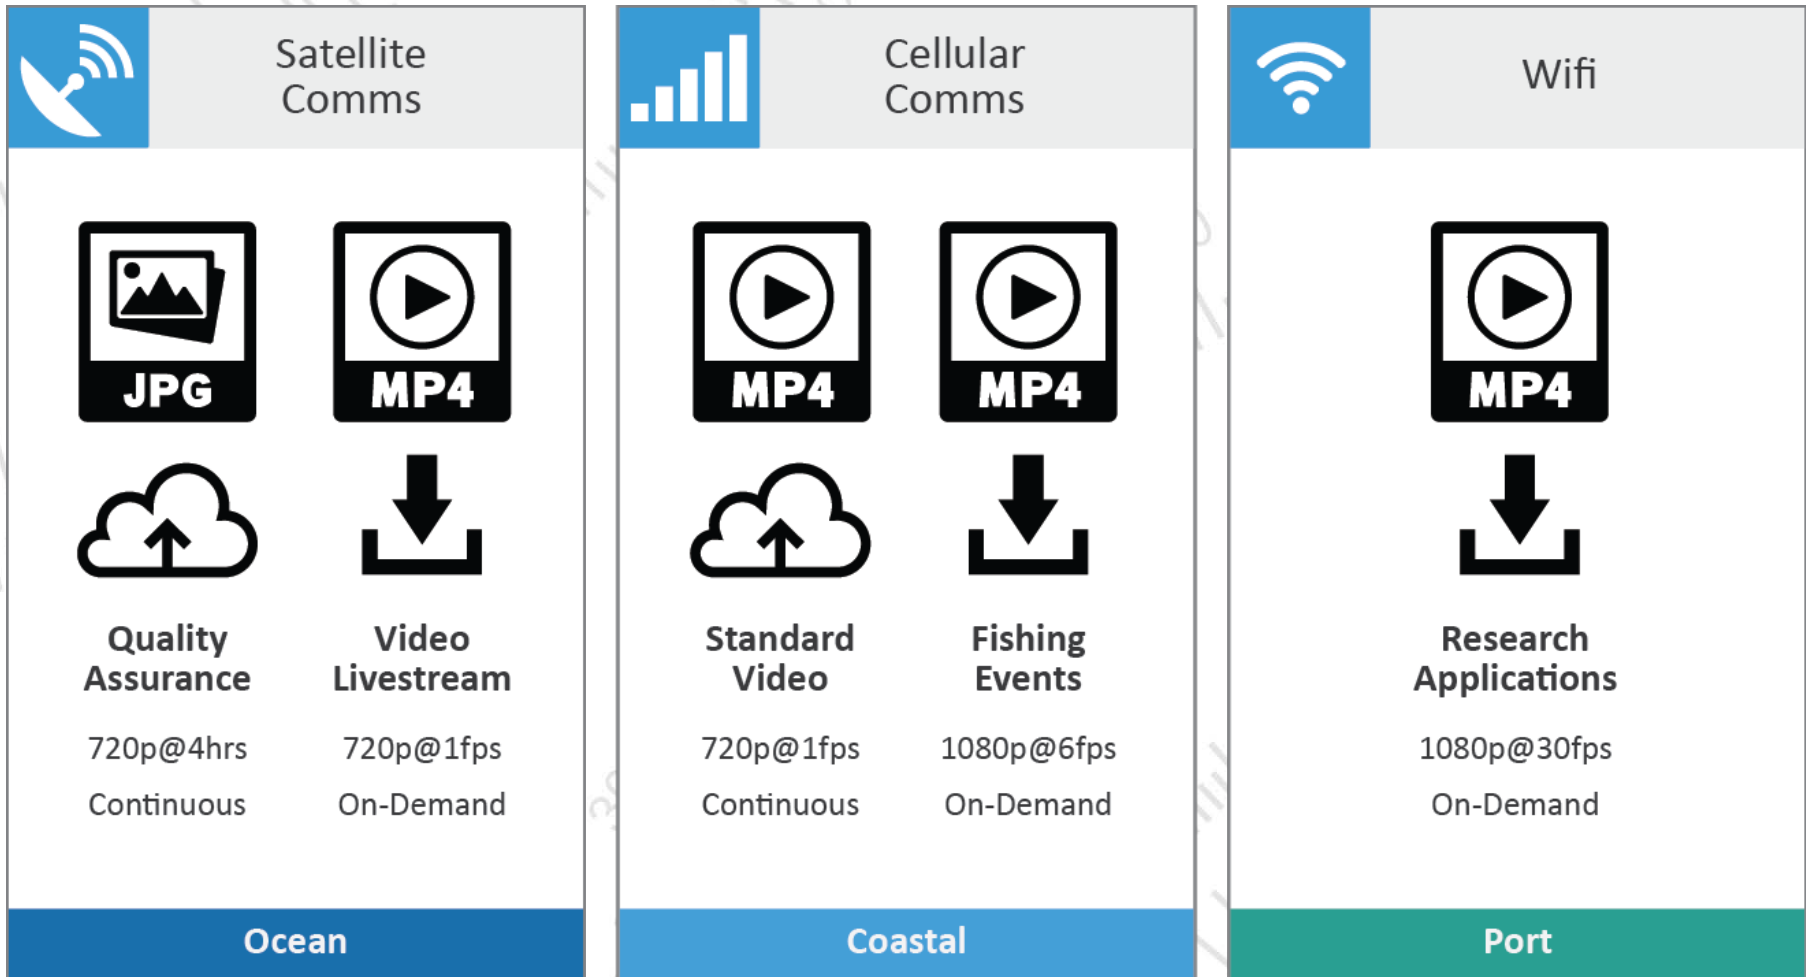 Satellite
Comms
JPG
MP4
Quality
Assurance
720p@4hrs
Continuous
Video
Livestream
720p@1fps
On-Demand
Ocean
Cellular
Comms
MP4
MP4
Standard
Video
720p@1fps
Continuous
Fishing
Events
1080p@6fps
On-Demand
Coastal
Wifi
MP4
Research
Applications
1080p@30fps
On-Demand
Port